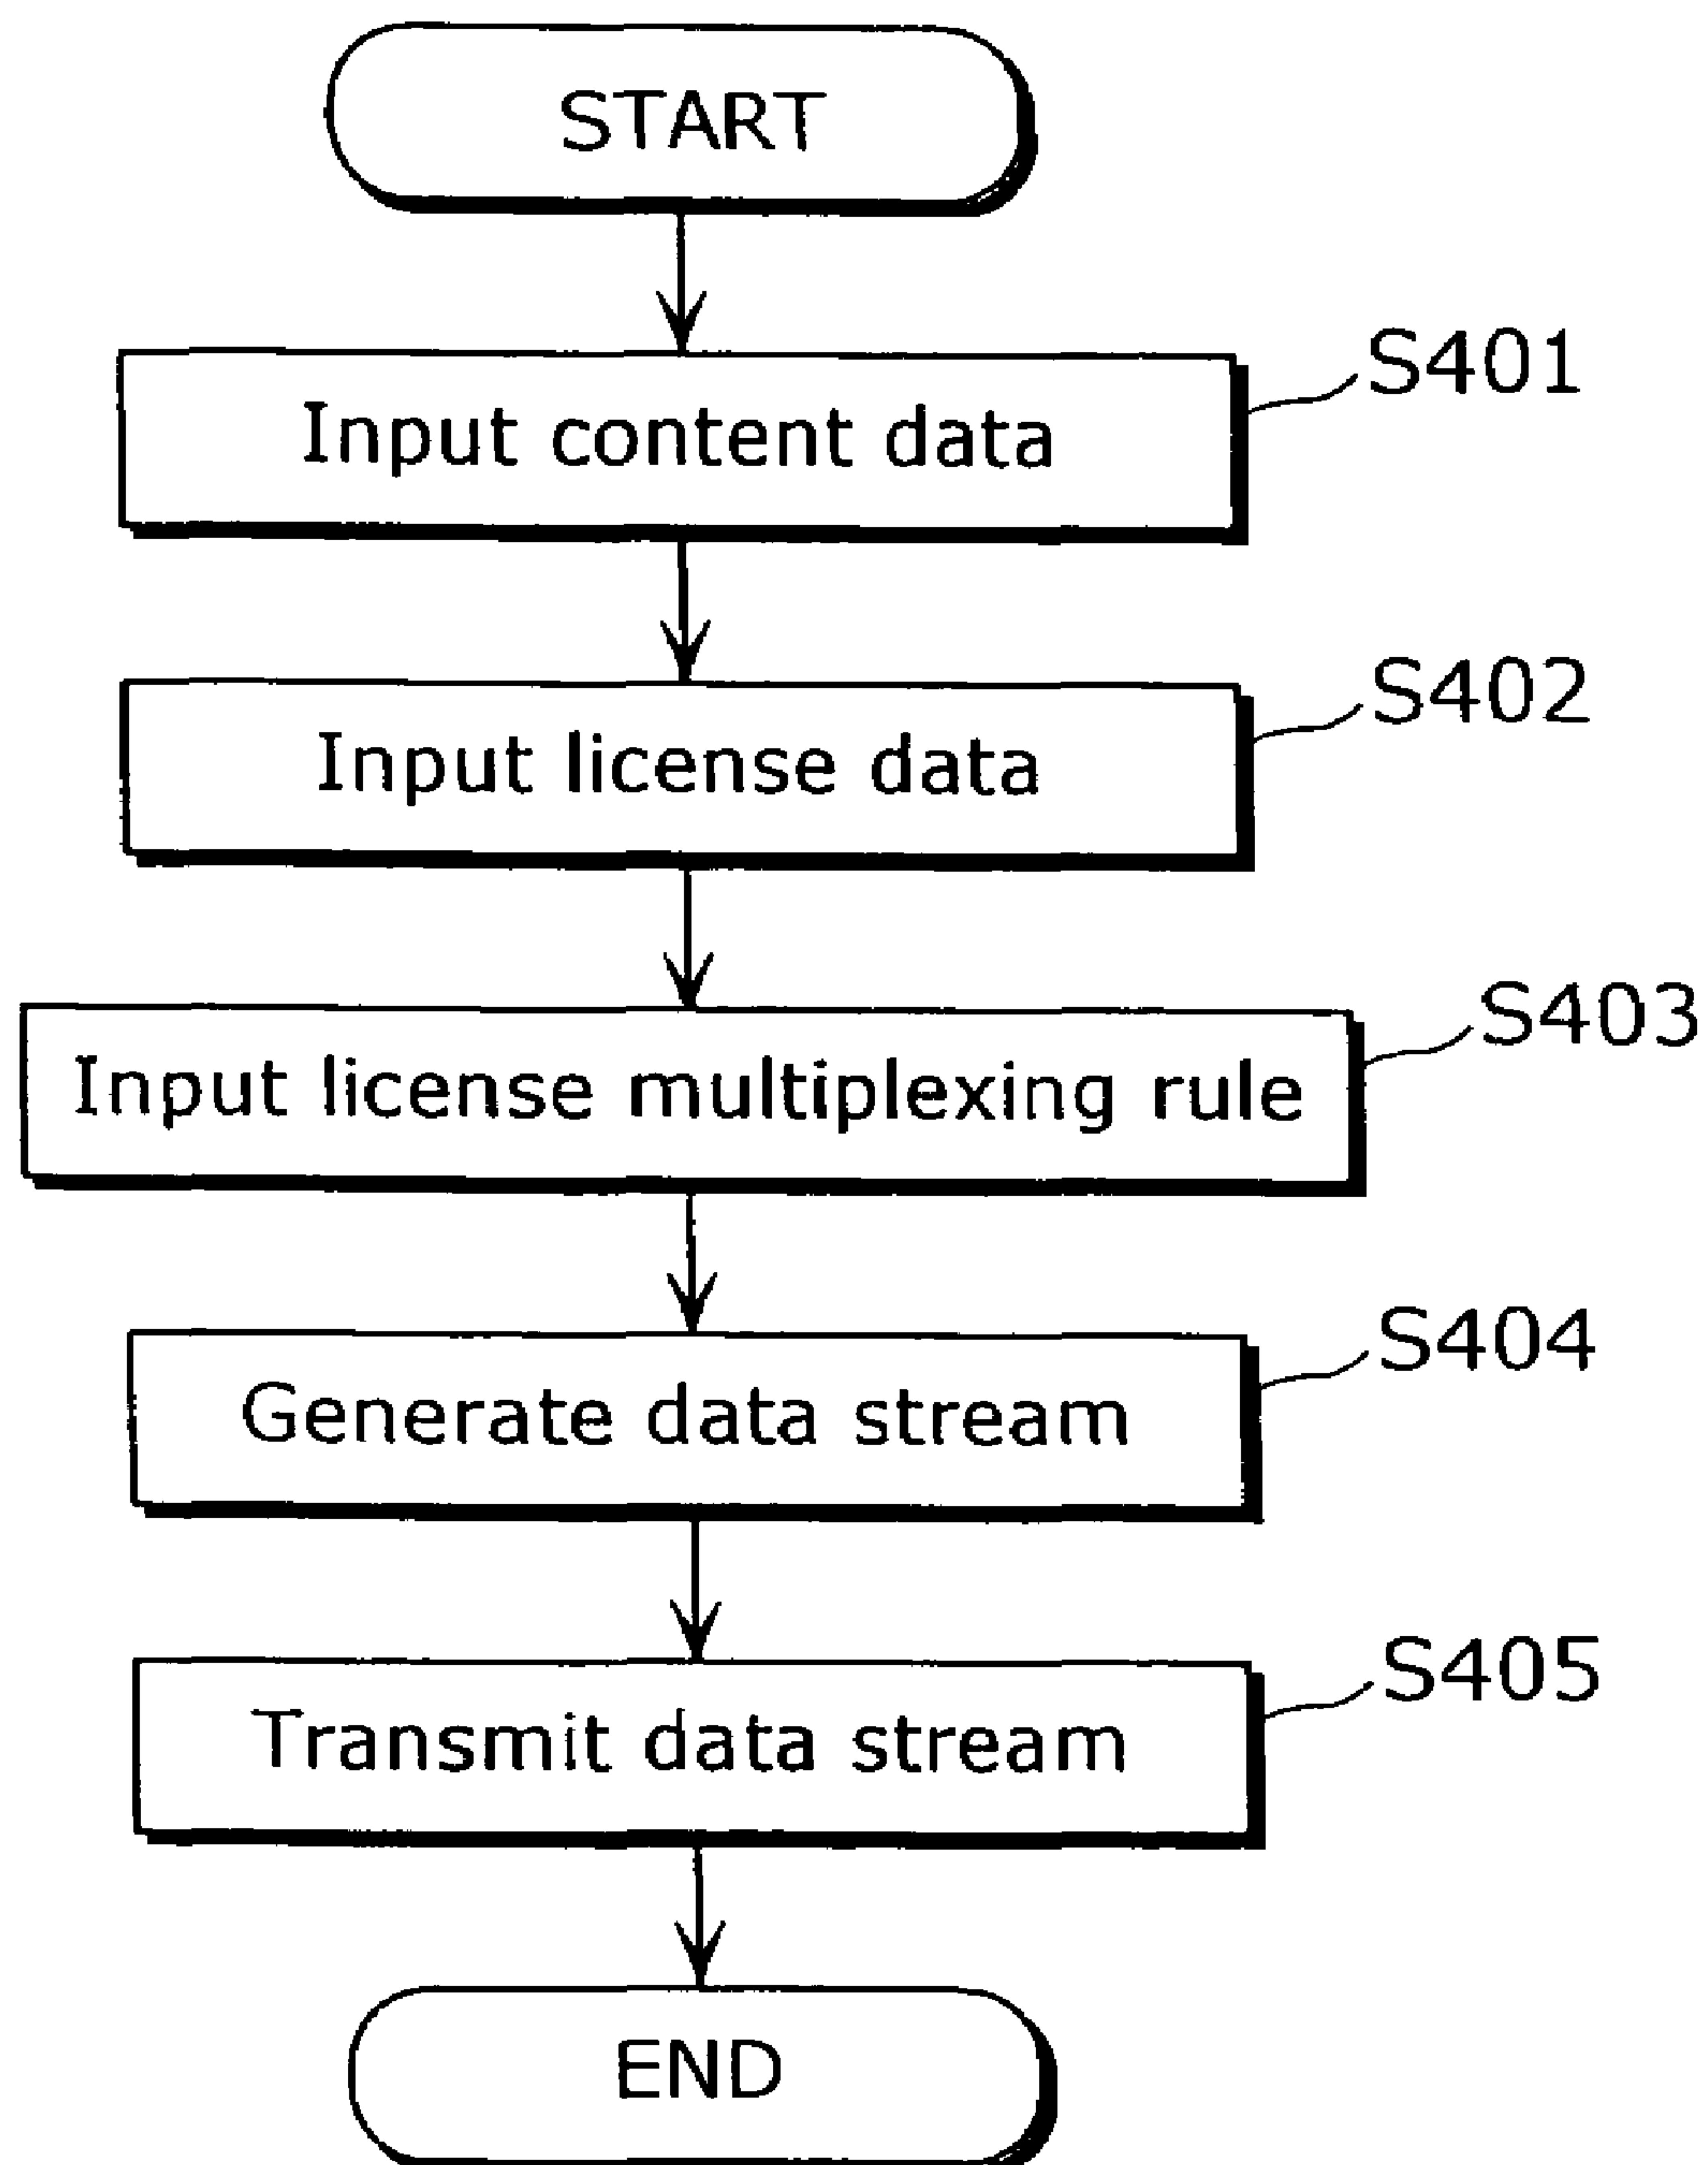 START
S401
Input content data
S402
Input license data
S403
Input license multiplexing rule
S404
Generate data stream
S405
Transmit data stream
END